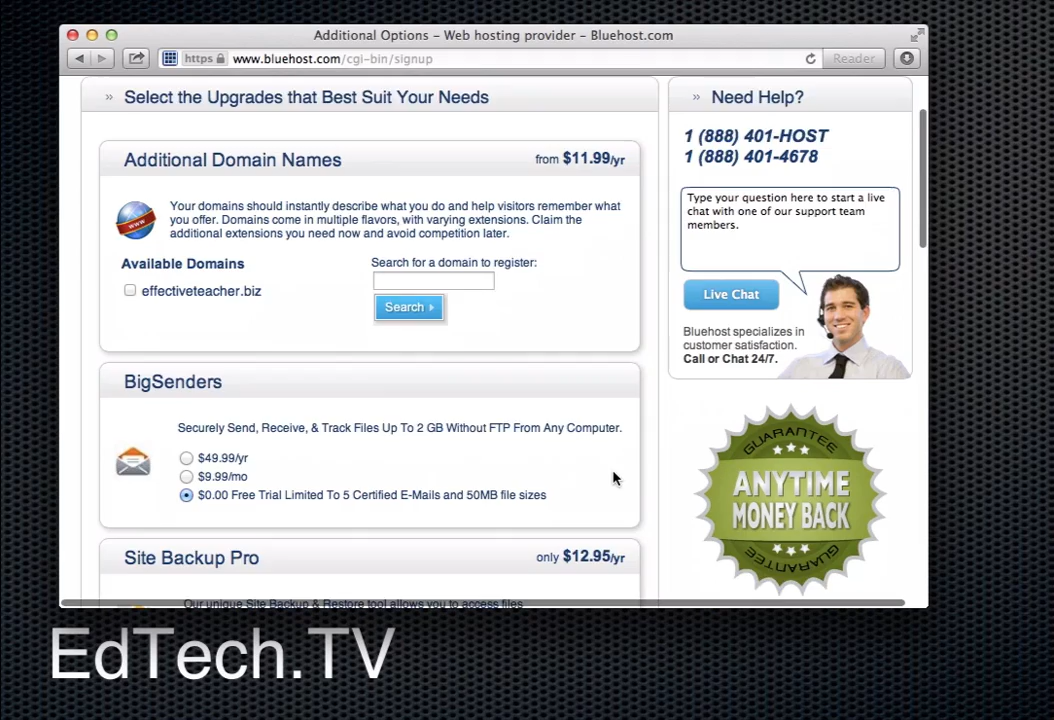 Additional Options – Web hosting provider – Bluehost.com
https www.bluehost.com/cgi-bin/signup
Reader
» Select the Upgrades that Best Suit Your Needs
Additional Domain Names
from $11.99/yr
Your domains should instantly describe what you do and help visitors remember what
you offer. Domains come in multiple flavors, with varying extensions. Claim the
additional extensions you need now and avoid competition later.
WWW
Available Domains
effectiveteacher.biz
Search for a domain to register:
Search
BigSenders
Securely Send, Receive, & Track Files Up To 2 GB Without FTP From Any Computer.
$49.99/yr
$9.99/mo
$0.00 Free Trial Limited To 5 Certified E-Mails and 50MB file sizes
Site Backup Pro
only $12.95/yr
Our unique Site Backup & Restore tool allows you to access files
» Need Help?
1 (888) 401-HOST
1 (888) 401-4678
Type your question here to start a live
chat with one of our support team
members.
Live Chat
Bluehost specializes in
customer satisfaction.
Call or Chat 24/7.
GUARANTEE
ANYTIME
MONEY BACK
GUARANTEE
EdTech.TV